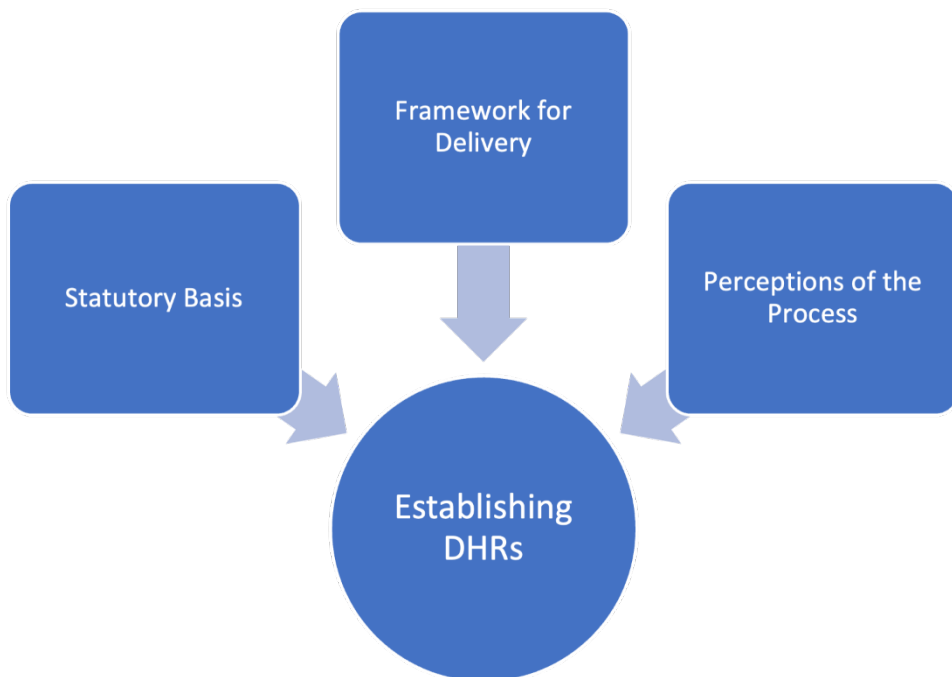 Framework for
Delivery
Statutory Basis
Perceptions of the
Process
Establishing
DHRs